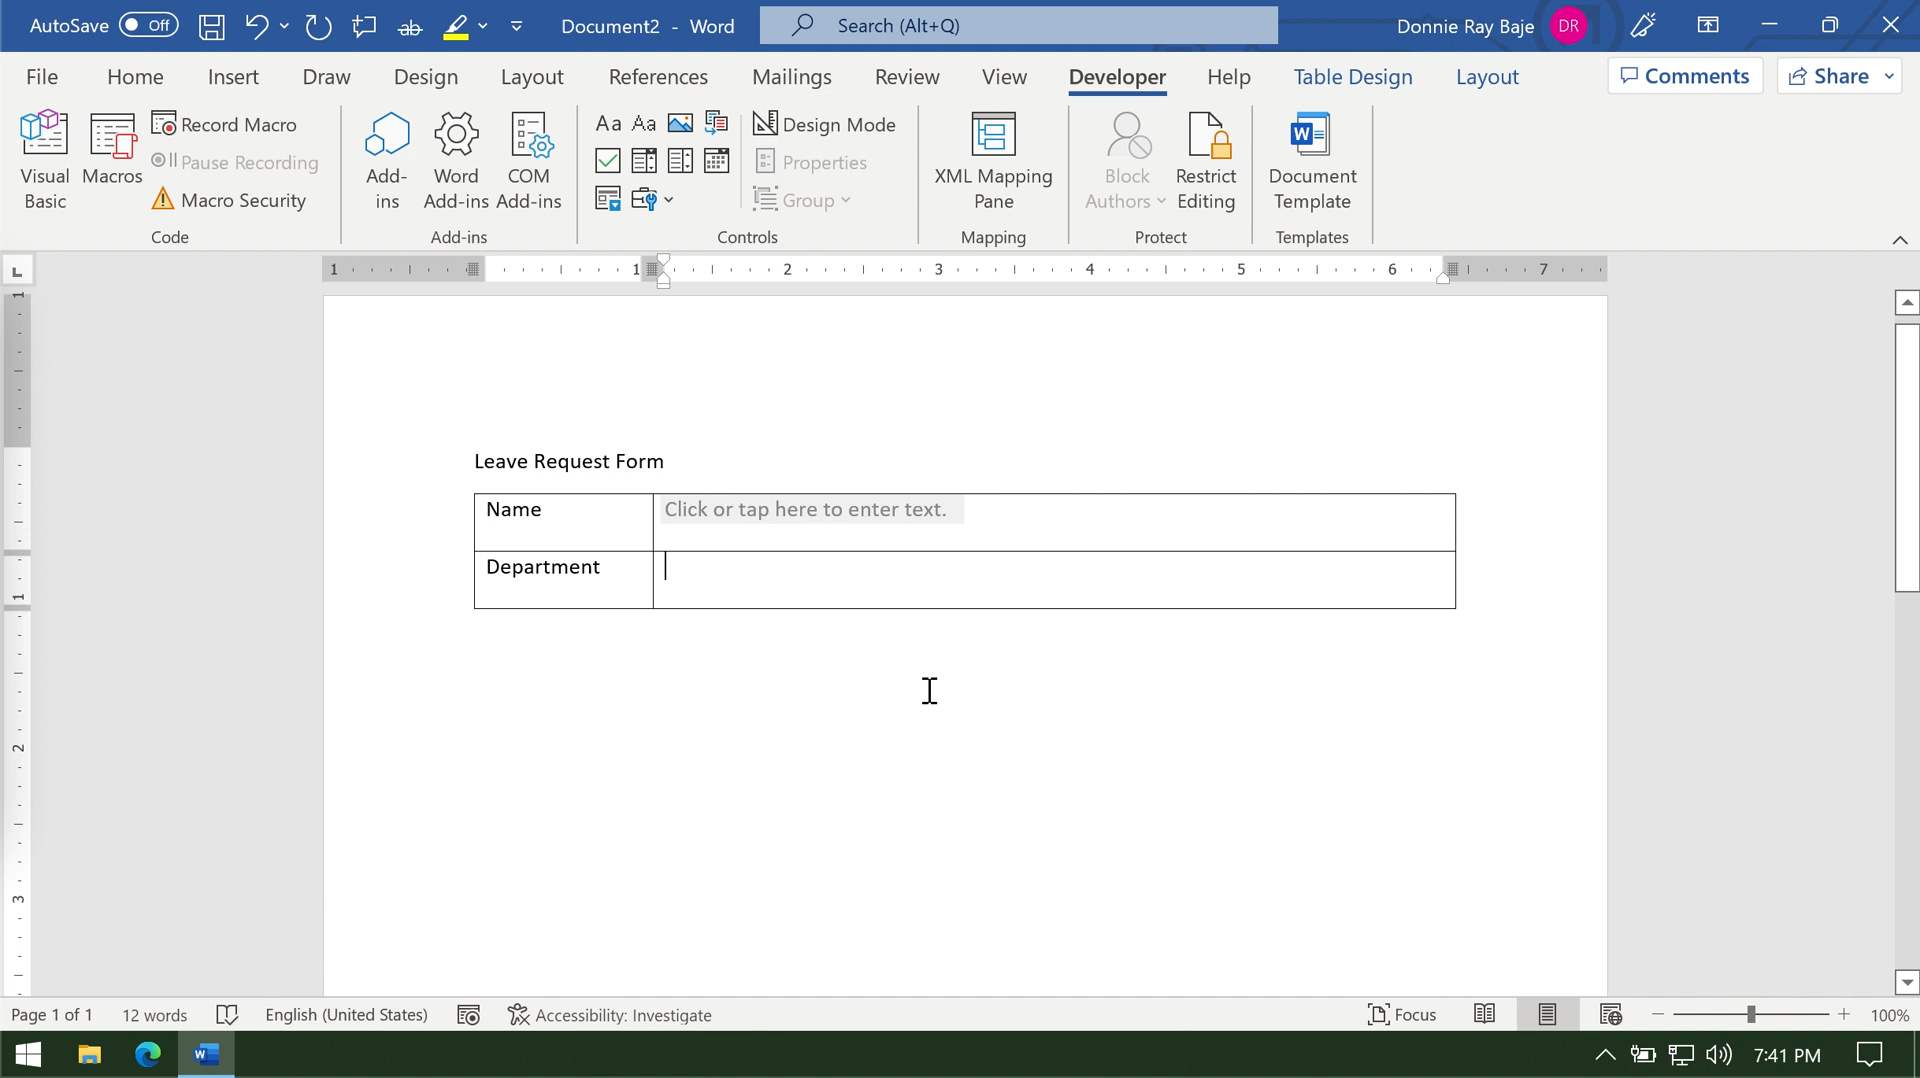 AutoSave Off ab Document2 - Word Search (Alt+Q) Donnie Ray Baje DR
File Home Insert Draw Design Layout References Mailings Review View Developer Help Table Design Layout Comments Share
Visual Basic
Macros
Record Macro
Pause Recording
Macro Security
Code
Add-ins
Word Add-ins
COM Add-ins
Add-ins
Aa Aa
Design Mode
Properties
Group
Controls
XML Mapping Pane
Mapping
Block Authors
Restrict Editing
Protect
Document Template
Templates
L 1 1 2 3 4 5 6 7
Leave Request Form
Name Click or tap here to enter text.
Department
1
1
2
3
Page 1 of 1 12 words English (United States) Accessibility: Investigate Focus 100%
7:41 PM